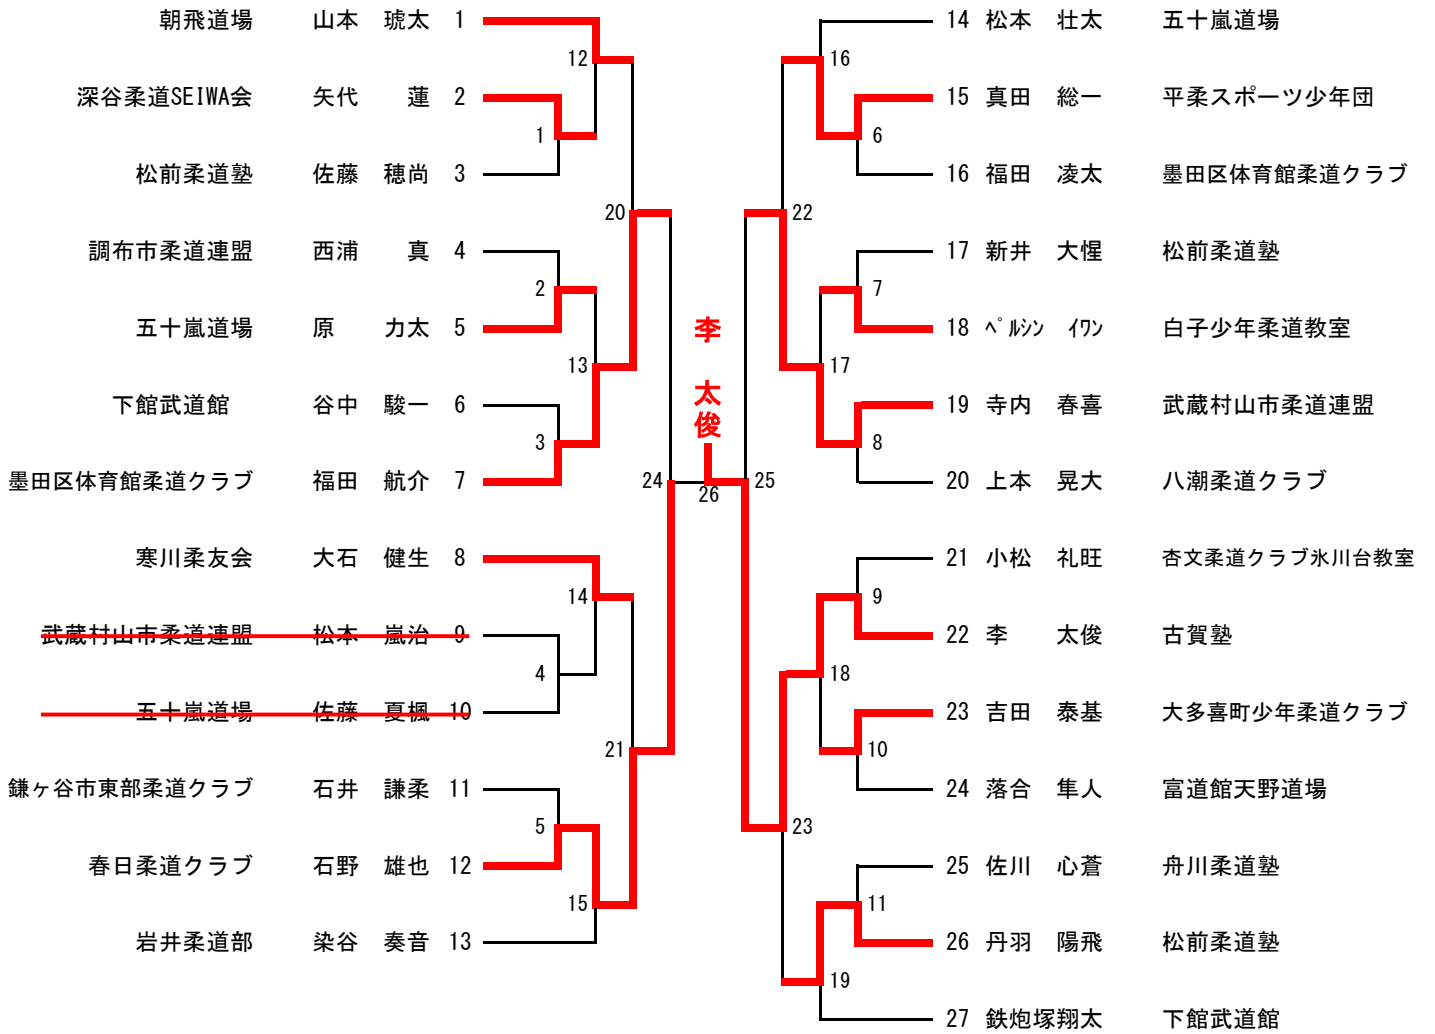 朝飛道場 山本 琥太 1
深谷柔道SEIWA会 矢代 蓮 2
松前柔道塾 佐藤 穂尚 3
調布市柔道連盟 西浦 真 4
五十嵐道場 原 力太 5
下館武道館 谷中 駿一 6
墨田区体育館柔道クラブ 福田 航介 7
寒川柔友会 大石 健生 8
武蔵村山市柔道連盟 松本 嵐治 9
五十嵐道場 佐藤 夏楓 10
鎌ヶ谷市東部柔道クラブ 石井 謙柔 11
春日柔道クラブ 石野 雄也 12
岩井柔道部 染谷 奏音 13
12
1
20
2
13
3
24
14
4
21
5
15
李 太俊
26
16
6
22
7
17
8
25
9
18
10
23
11
19
14 松本 壮太 五十嵐道場
15 真田 総一 平柔スポーツ少年団
16 福田 凌太 墨田区体育館柔道クラブ
17 新井 大惺 松前柔道塾
18 ﾍﾟﾙｼﾝ ｲﾜﾝ 白子少年柔道教室
19 寺内 春喜 武蔵村山市柔道連盟
20 上本 晃大 八潮柔道クラブ
21 小松 礼旺 杏文柔道クラブ氷川台教室
22 李 太俊 古賀塾
23 吉田 泰基 大多喜町少年柔道クラブ
24 落合 隼人 富道館天野道場
25 佐川 心蒼 舟川柔道塾
26 丹羽 陽飛 松前柔道塾
27 鉄炮塚翔太 下館武道館